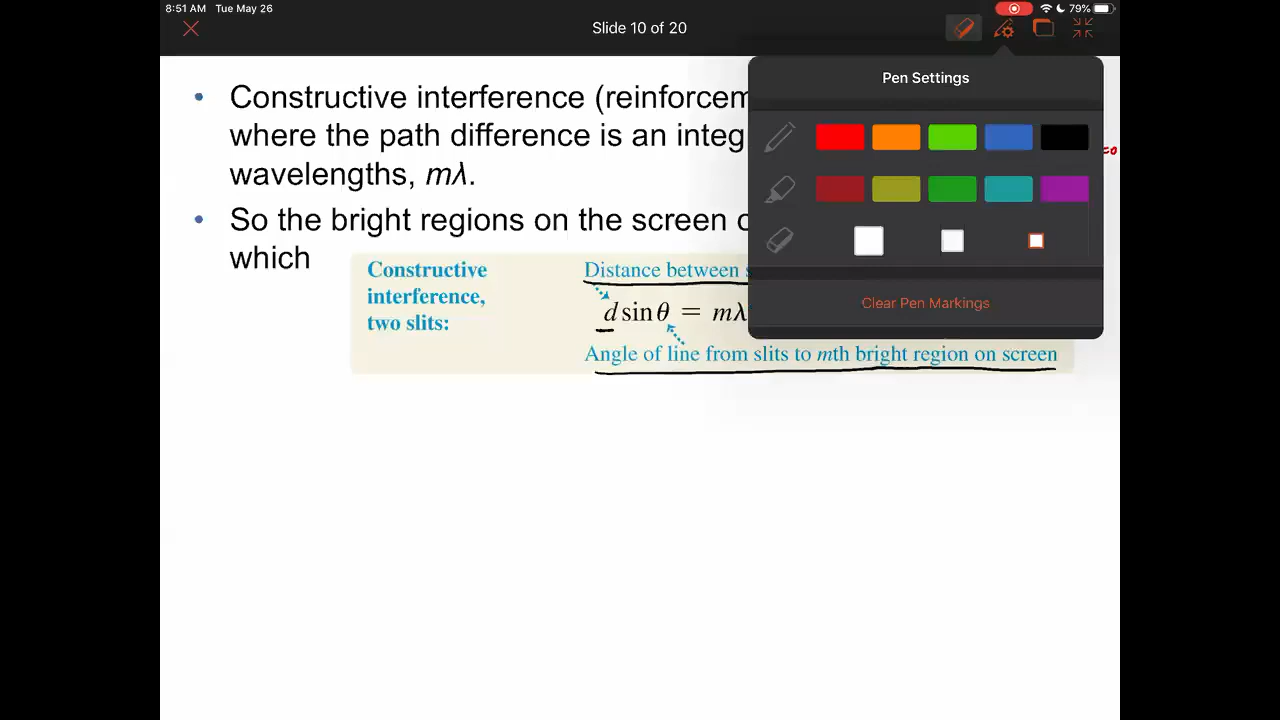 8:51 AM Tue May 26
79%
Slide 10 of 20
Pen Settings
Clear Pen Markings
• Constructive interference
where the path difference is an
wavelengths, mλ.
• So the bright regions on the screen
which
Constructive
interference,
two slits:
Distance between
d sin θ = mλ
Angle of line from slits to mth bright region on screen